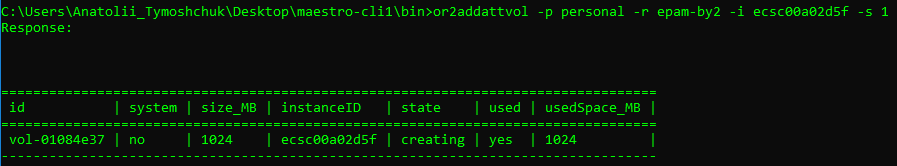 C:\Users\Anatolii_Tymoshchuk\Desktop\maestro-cli1\bin>or2addattvol -p personal -r epam-by2 -i ecsc00a02d5f -s 1
Response:
=================================================================================
id | system | size_MB | instanceID | state | used | usedSpace_MB |
=================================================================================
vol-01084e37 | no | 1024 | ecsc00a02d5f | creating | yes | 1024 |
---------------------------------------------------------------------------------